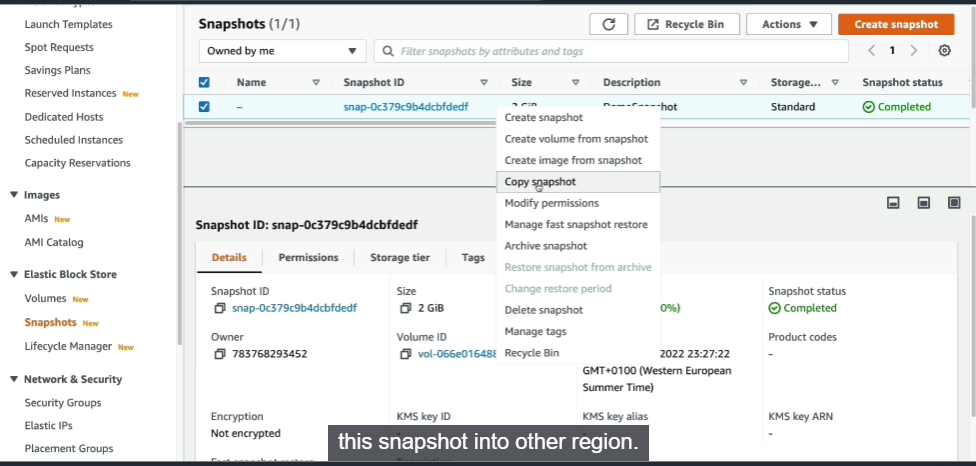 Launch Templates
Spot Requests
Savings Plans
Reserved Instances New
Dedicated Hosts
Scheduled Instances
Capacity Reservations
Images
AMIs New
AMI Catalog
Elastic Block Store
Volumes New
Snapshots New
Lifecycle Manager New
Network & Security
Security Groups
Elastic IPs
Placement Groups
Snapshots (1/1)
Recycle Bin
Actions
Create snapshot
Owned by me
Filter snapshots by attributes and tags
1
Name Snapshot ID Size Description Storage... Snapshot status
– snap-0c379c9b4dcbfdedf 2 GiB DemoSnapshot Standard Completed
Create snapshot
Create volume from snapshot
Create image from snapshot
Copy snapshot
Modify permissions
Manage fast snapshot restore
Archive snapshot
Restore snapshot from archive
Change restore period
Delete snapshot
Manage tags
Recycle Bin
Snapshot ID: snap-0c379c9b4dcbfdedf
Details Permissions Storage tier Tags
Snapshot ID
snap-0c379c9b4dcbfdedf
Size
2 GiB
0%)
Snapshot status
Completed
Owner
783768293452
Volume ID
vol-066e016488
2022 23:27:22
GMT+0100 (Western European
Summer Time)
Product codes
-
Encryption
Not encrypted
KMS key ID
KMS key alias
KMS key ARN
-
this snapshot into other region.